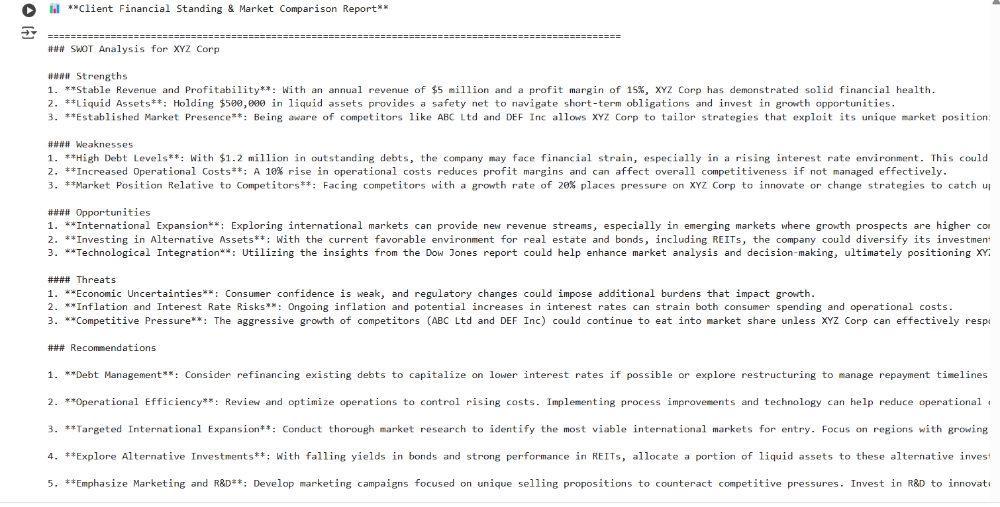 📊 **Client Financial Standing & Market Comparison Report**
====================================================================================================
### SWOT Analysis for XYZ Corp
#### Strengths
1. **Stable Revenue and Profitability**: With an annual revenue of $5 million and a profit margin of 15%, XYZ Corp has demonstrated solid financial health.
2. **Liquid Assets**: Holding $500,000 in liquid assets provides a safety net to navigate short-term obligations and invest in growth opportunities.
3. **Established Market Presence**: Being aware of competitors like ABC Ltd and DEF Inc allows XYZ Corp to tailor strategies that exploit its unique market
#### Weaknesses
1. **High Debt Levels**: With $1.2 million in outstanding debts, the company may face financial strain, especially in a rising interest rate environment. This could
2. **Increased Operational Costs**: A 10% rise in operational costs reduces profit margins and can affect overall competitiveness if not managed effectively.
3. **Market Position Relative to Competitors**: Facing competitors with a growth rate of 20% places pressure on XYZ Corp to innovate or change strategies to catch
#### Opportunities
1. **International Expansion**: Exploring international markets can provide new revenue streams, especially in emerging markets where growth prospects are higher
2. **Investing in Alternative Assets**: With the current favorable environment for real estate and bonds, including REITs, the company could diversify its
3. **Technological Integration**: Utilizing the insights from the Dow Jones report could help enhance market analysis and decision-making, ultimately positioning
#### Threats
1. **Economic Uncertainties**: Consumer confidence is weak, and regulatory changes could impose additional burdens that impact growth.
2. **Inflation and Interest Rate Risks**: Ongoing inflation and potential increases in interest rates can strain both consumer spending and operational costs.
3. **Competitive Pressure**: The aggressive growth of competitors (ABC Ltd and DEF Inc) could continue to eat into market share unless XYZ Corp can effectively
### Recommendations
1. **Debt Management**: Consider refinancing existing debts to capitalize on lower interest rates if possible or explore restructuring to manage repayment timelines
2. **Operational Efficiency**: Review and optimize operations to control rising costs. Implementing process improvements and technology can help reduce operational
3. **Targeted International Expansion**: Conduct thorough market research to identify the most viable international markets for entry. Focus on regions with growing
4. **Explore Alternative Investments**: With falling yields in bonds and strong performance in REITs, allocate a portion of liquid assets to these alternative
5. **Emphasize Marketing and R&D**: Develop marketing campaigns focused on unique selling propositions to counteract competitive pressures. Invest in R&D to